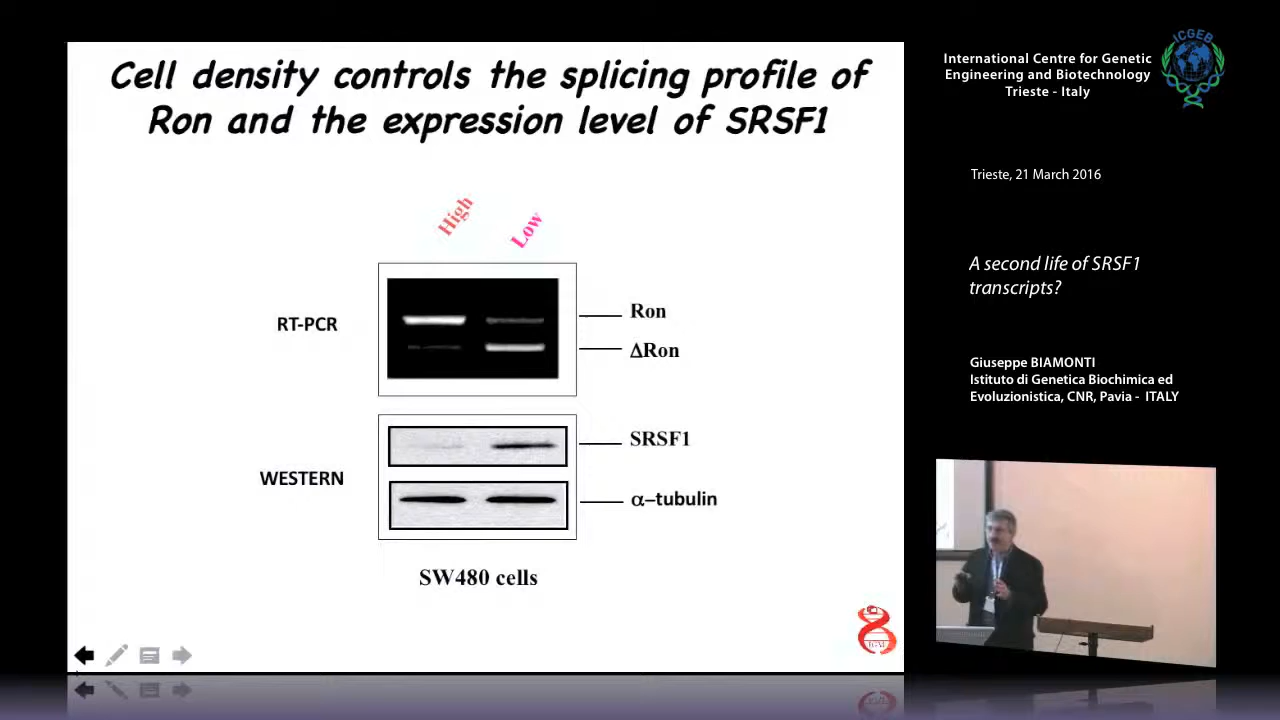 Cell density controls the splicing profile of
Ron and the expression level of SRSF1
High
Low
RT-PCR
Ron
ΔRon
WESTERN
SRSF1
α–tubulin
SW480 cells
IGM
International Centre for Genetic
Engineering and Biotechnology
Trieste - Italy
ICGEB
Trieste, 21 March 2016
A second life of SRSF1
transcripts?
Giuseppe BIAMONTI
Istituto di Genetica Biochimica ed
Evoluzionistica, CNR, Pavia - ITALY